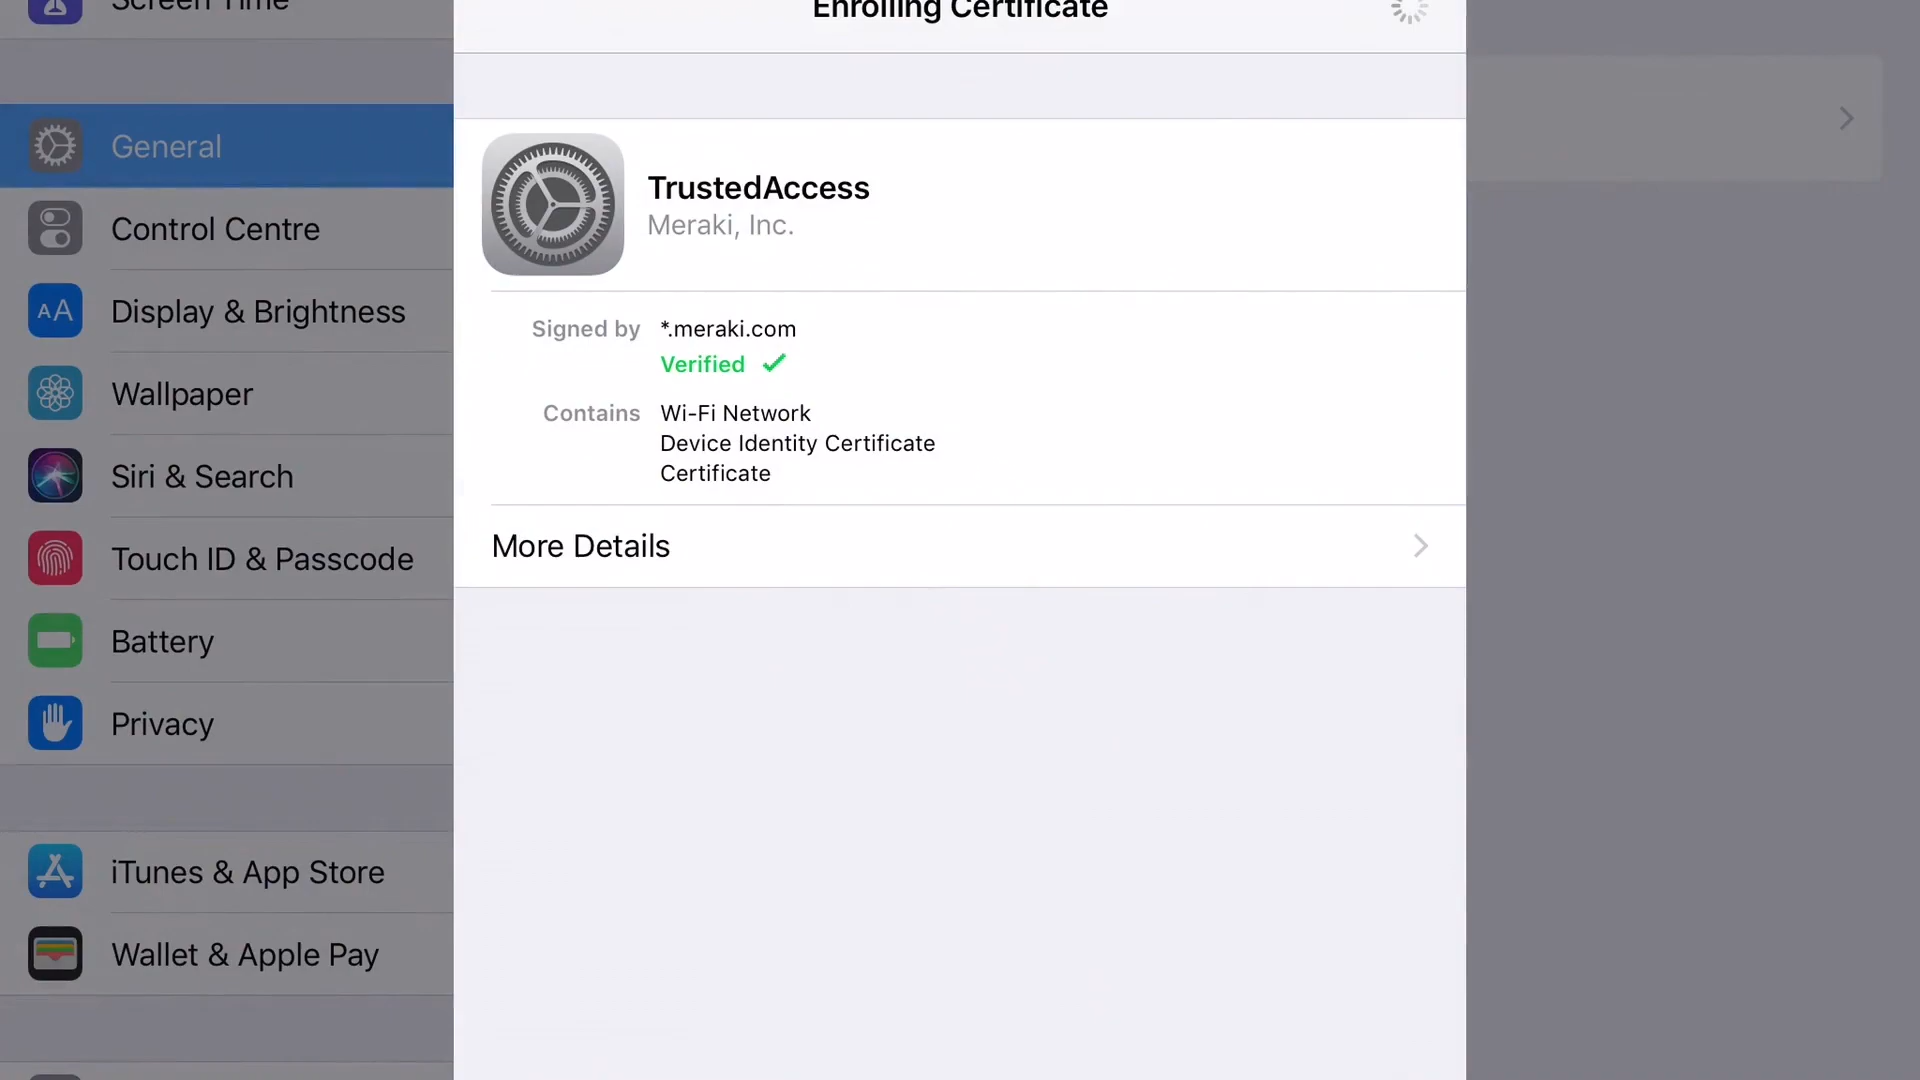 Screen Time
General
Control Centre
AA Display & Brightness
Wallpaper
Siri & Search
Touch ID & Passcode
Battery
Privacy
iTunes & App Store
Wallet & Apple Pay
Enrolling Certificate
TrustedAccess
Meraki, Inc.
Signed by *.meraki.com
Verified
Contains Wi-Fi Network
Device Identity Certificate
Certificate
More Details